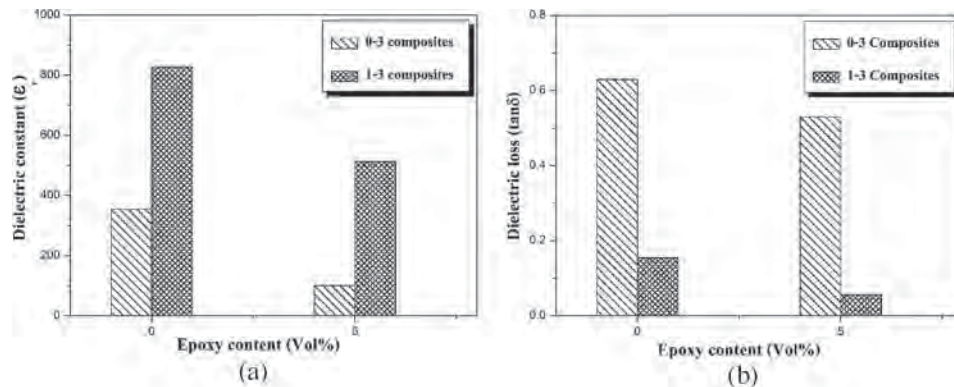 1000
800
600
400
200
0
Dielectric constant (ε r
0-3 composites
1-3 composites
0
Epoxy content (Vol%)
(a)
0.8
0.6
0.4
0.2
0.0
Dielectric loss (tanδ)
0-3 Composites
1-3 Composites
0
5
Epoxy content (Vol%)
(b)